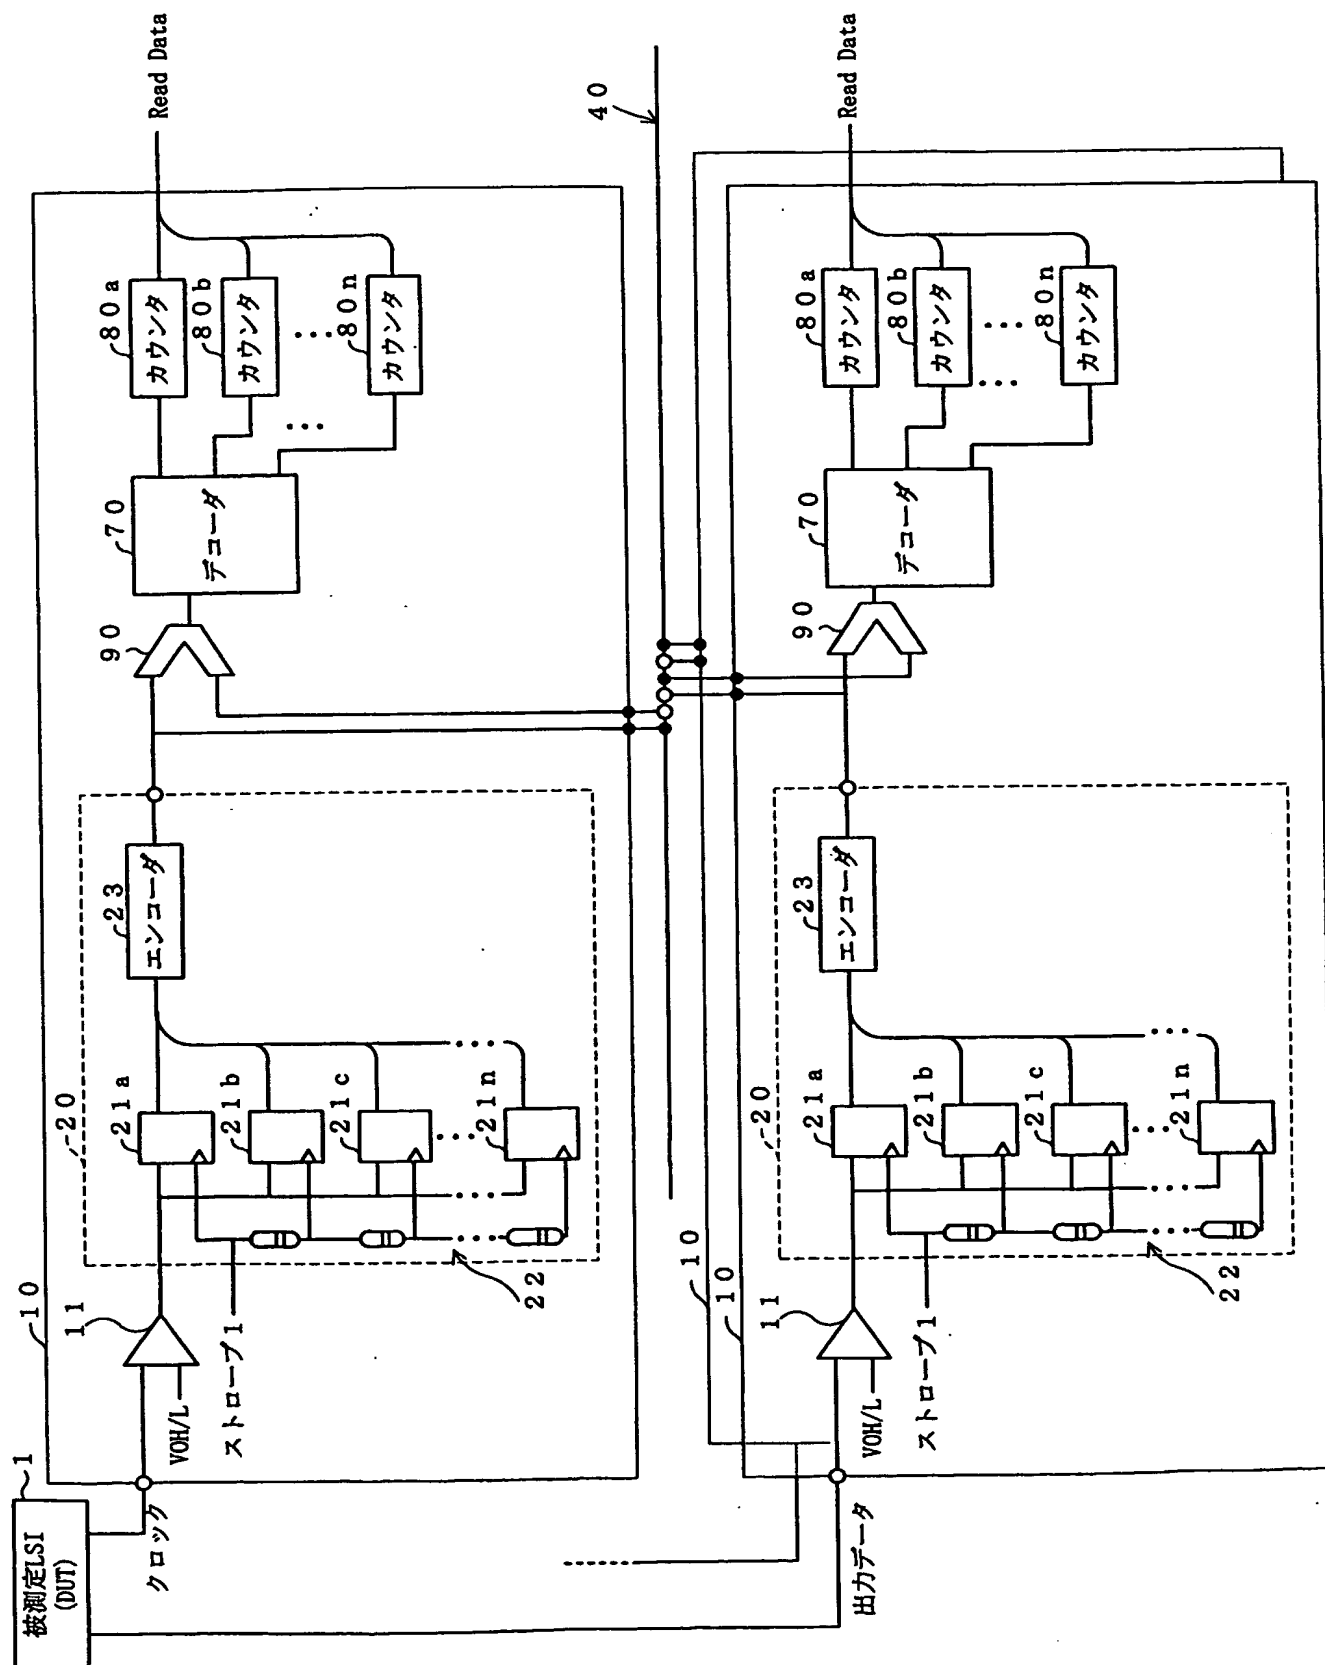 被測定LSI
(DUT)
1
クロック
VOH/L
ストローブ1
10
11
20
21a
21b
21c
21n
22
23
エンコーダ
90
70
デコーダ
80a
カウンタ
80b
カウンタ
80n
カウンタ
Read Data
40
出力データ
VOH/L
ストローブ1
10
10
11
20
21a
21b
21c
21n
22
23
エンコーダ
90
70
デコーダ
80a
カウンタ
80b
カウンタ
80n
カウンタ
Read Data